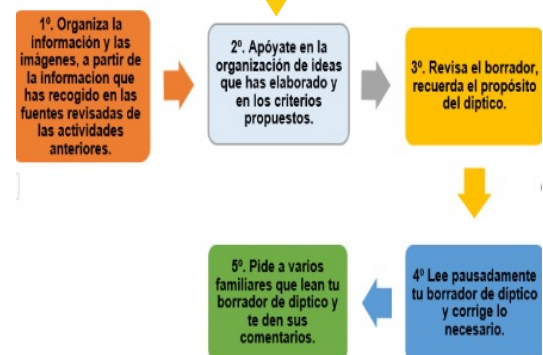 1º. Organiza la
información y las
imágenes, a partir de
la informacion que
has recogido en las
fuentes revisadas de
las actividades
anteriores.
2º. Apóyate en la
organización de ideas
que has elaborado y
en los criterios
propuestos.
3º. Revisa el borrador,
recuerda el propósito
del díptico.
4º Lee pausadamente
tu borrador de díptico
y corrige lo
necesario.
5º. Pide a varios
familiares que lean tu
borrador de díptico y
te den sus
comentarios.